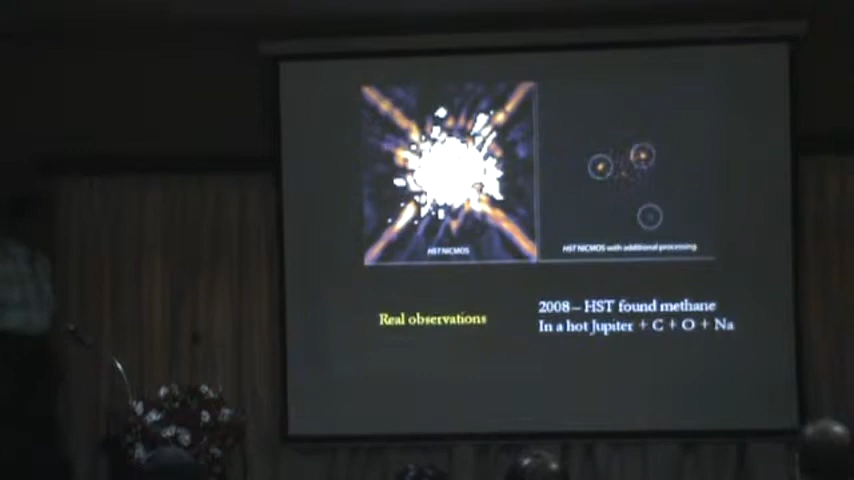 HST NICMOS
HST NICMOS with additional processing
Real observations
2008 – HST found methane
In a hot Jupiter + C + O + Na